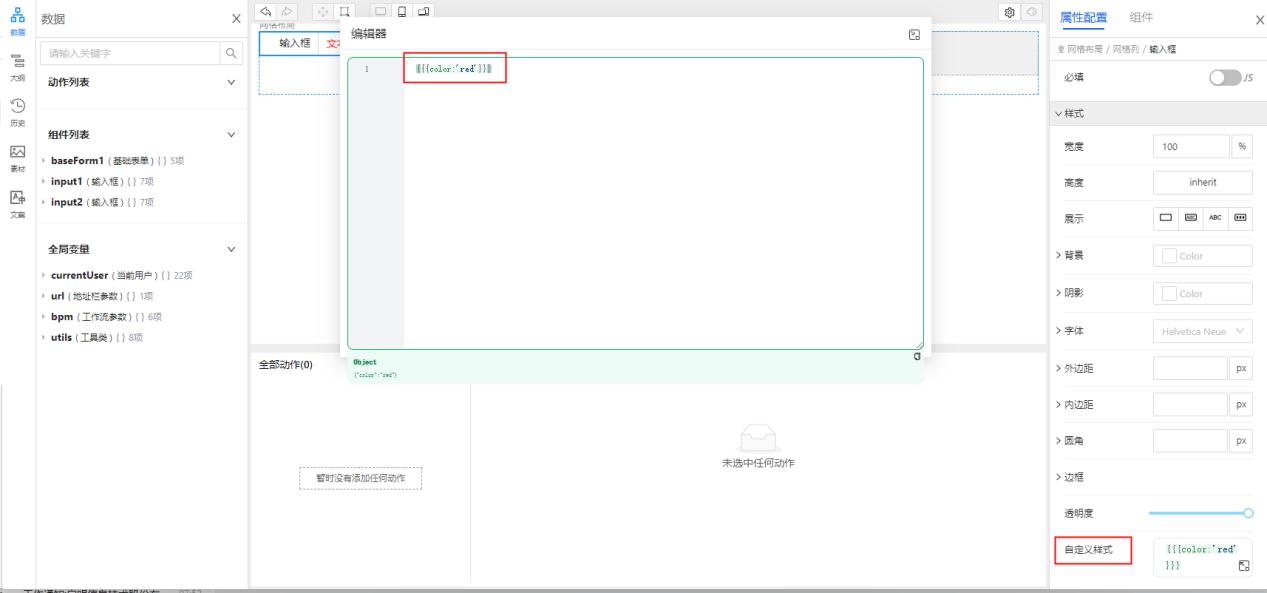 数据
大纲
历史
素材
文案
数据
请输入关键字
动作列表
组件列表
baseForm1 ( 基础表单 ) { } 5项
input1 ( 输入框 ) { } 7项
input2 ( 输入框 ) { } 7项
全局变量
currentUser ( 当前用户 ) { } 22项
url ( 地址栏参数 ) { } 1项
bpm ( 工作流参数 ) { } 6项
utils ( 工具类 ) { } 8项
网格布局
输入框
编辑器
1
{{{color:'red'}}}
Object
{"color":"red"}
全部动作(0)
暂时没有添加任何动作
未选中任何动作
属性配置
组件
网格布局 / 网格列 / 输入框
必填
JS
样式
宽度
100
%
高度
inherit
展示
ABC
背景
Color
阴影
Color
字体
Helvetica Neue
外边距
px
内边距
px
圆角
px
边框
透明度
自定义样式
{{{color:'red'
}}}
07:52